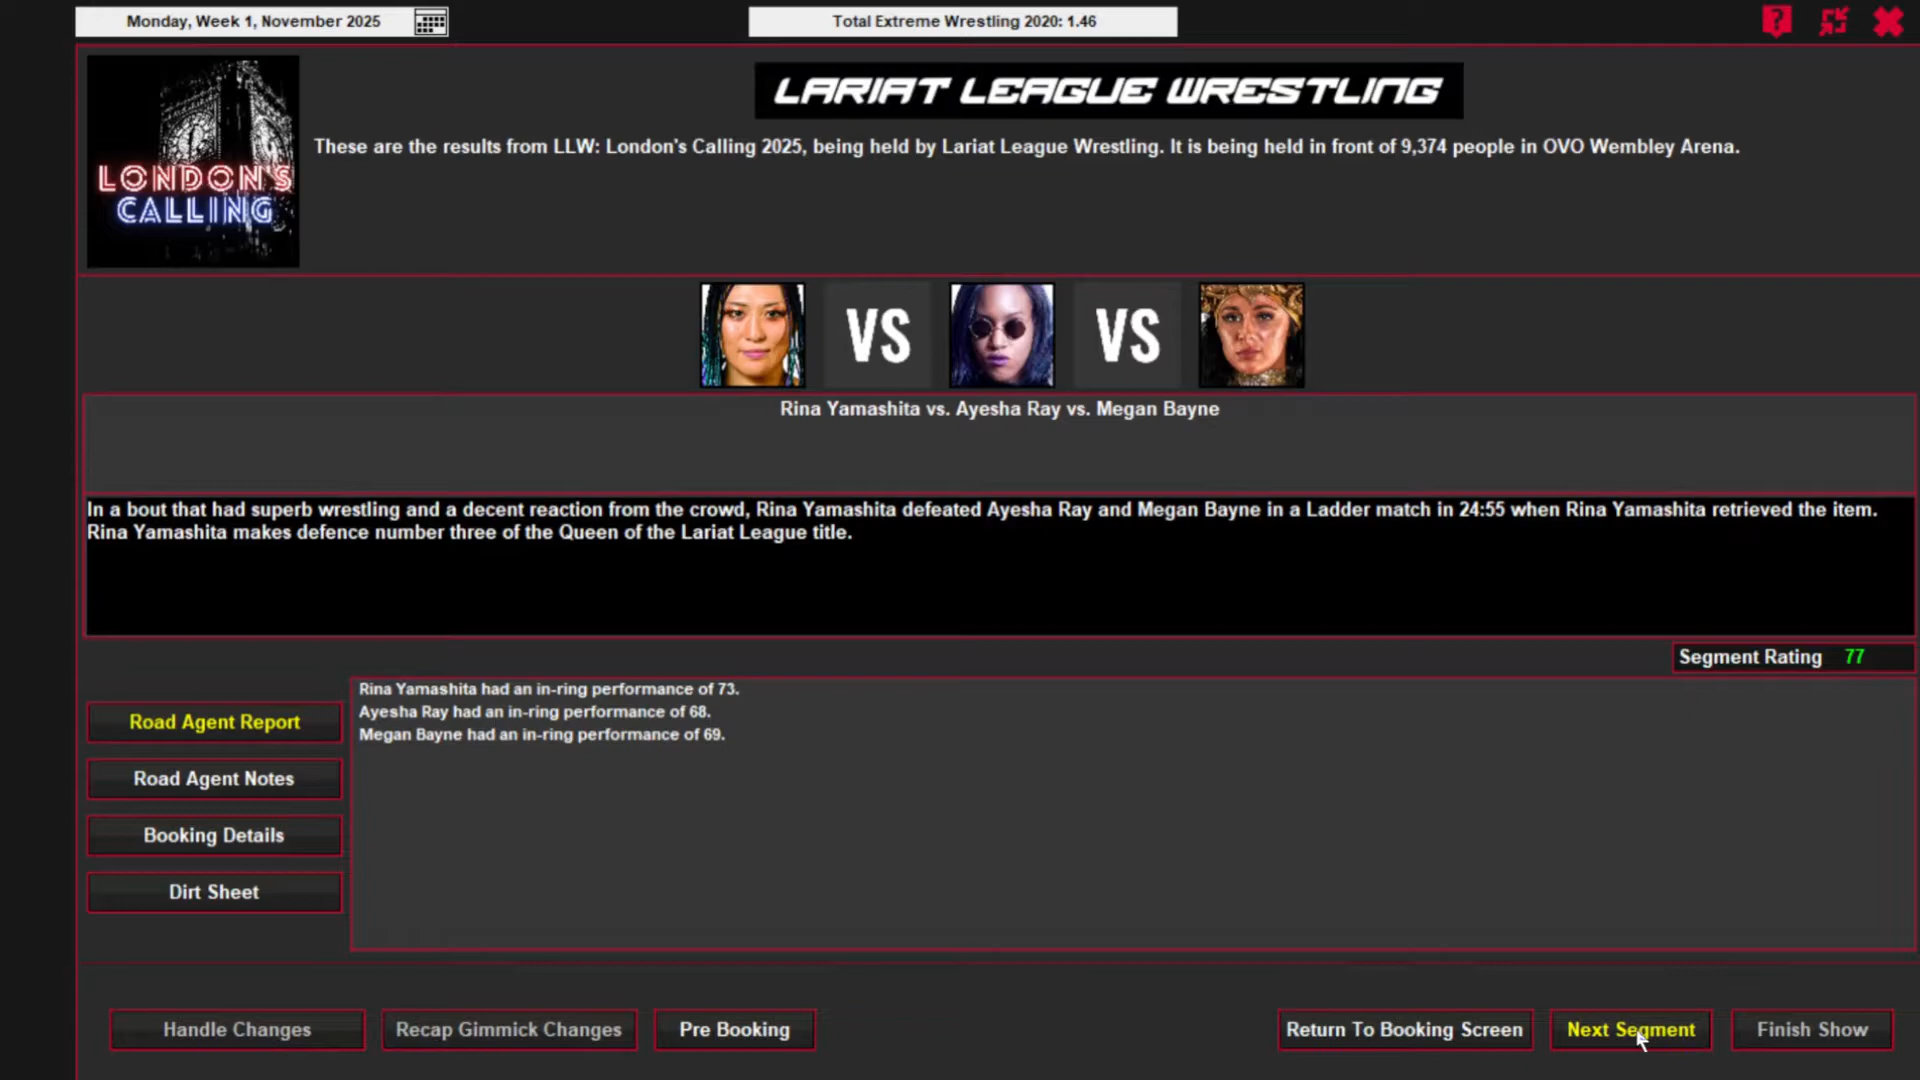 Monday, Week 1, November 2025
Total Extreme Wrestling 2020: 1.46
?
LONDON'S
CALLING
LARIAT LEAGUE WRESTLING
These are the results from LLW: London's Calling 2025, being held by Lariat League Wrestling. It is being held in front of 9,374 people in OVO Wembley Arena.
VS
VS
Rina Yamashita vs. Ayesha Ray vs. Megan Bayne
In a bout that had superb wrestling and a decent reaction from the crowd, Rina Yamashita defeated Ayesha Ray and Megan Bayne in a Ladder match in 24:55 when Rina Yamashita retrieved the item.
Rina Yamashita makes defence number three of the Queen of the Lariat League title.
Segment Rating 77
Road Agent Report
Road Agent Notes
Booking Details
Dirt Sheet
Rina Yamashita had an in-ring performance of 73.
Ayesha Ray had an in-ring performance of 68.
Megan Bayne had an in-ring performance of 69.
Handle Changes
Recap Gimmick Changes
Pre Booking
Return To Booking Screen
Next Segment
Finish Show